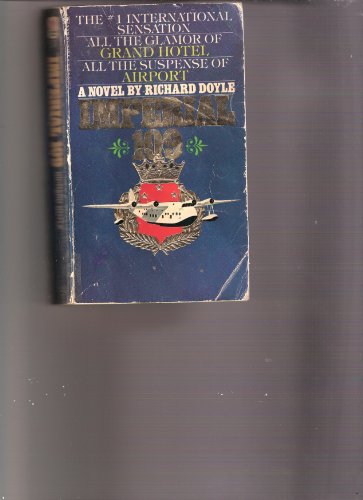 THE #1 INTERNATIONAL
SENSATION
ALL THE GLAMOR OF
GRAND HOTEL
ALL THE SUSPENSE OF
AIRPORT
A NOVEL BY RICHARD DOYLE
IMPERIAL
109